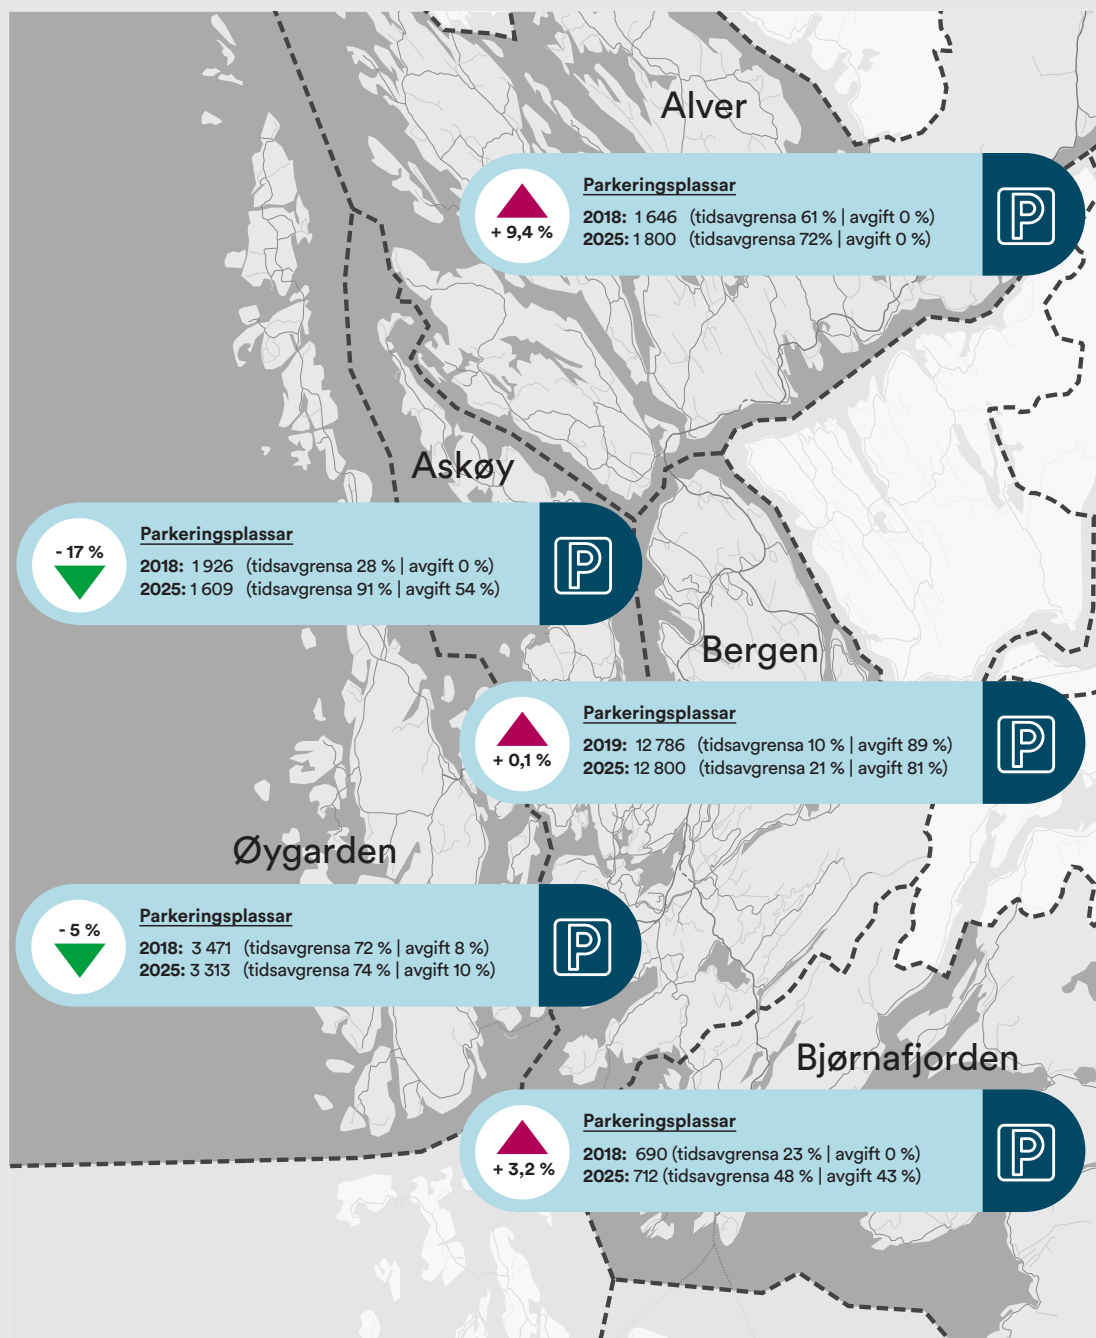 Alver
Parkeringsplassar
+ 9,4 %
2018: 1 646 (tidsavgrensa 61 % | avgift 0 %)
2025: 1 800 (tidsavgrensa 72% | avgift 0 %)
P
Askøy
Parkeringsplassar
- 17 %
2018: 1 926 (tidsavgrensa 28 % | avgift 0 %)
2025: 1 609 (tidsavgrensa 91 % | avgift 54 %)
P
Bergen
Parkeringsplassar
+ 0,1 %
2019: 12 786 (tidsavgrensa 10 % | avgift 89 %)
2025: 12 800 (tidsavgrensa 21 % | avgift 81 %)
P
Øygarden
Parkeringsplassar
- 5 %
2018: 3 471 (tidsavgrensa 72 % | avgift 8 %)
2025: 3 313 (tidsavgrensa 74 % | avgift 10 %)
P
Bjørnafjorden
Parkeringsplassar
+ 3,2 %
2018: 690 (tidsavgrensa 23 % | avgift 0 %)
2025: 712 (tidsavgrensa 48 % | avgift 43 %)
P